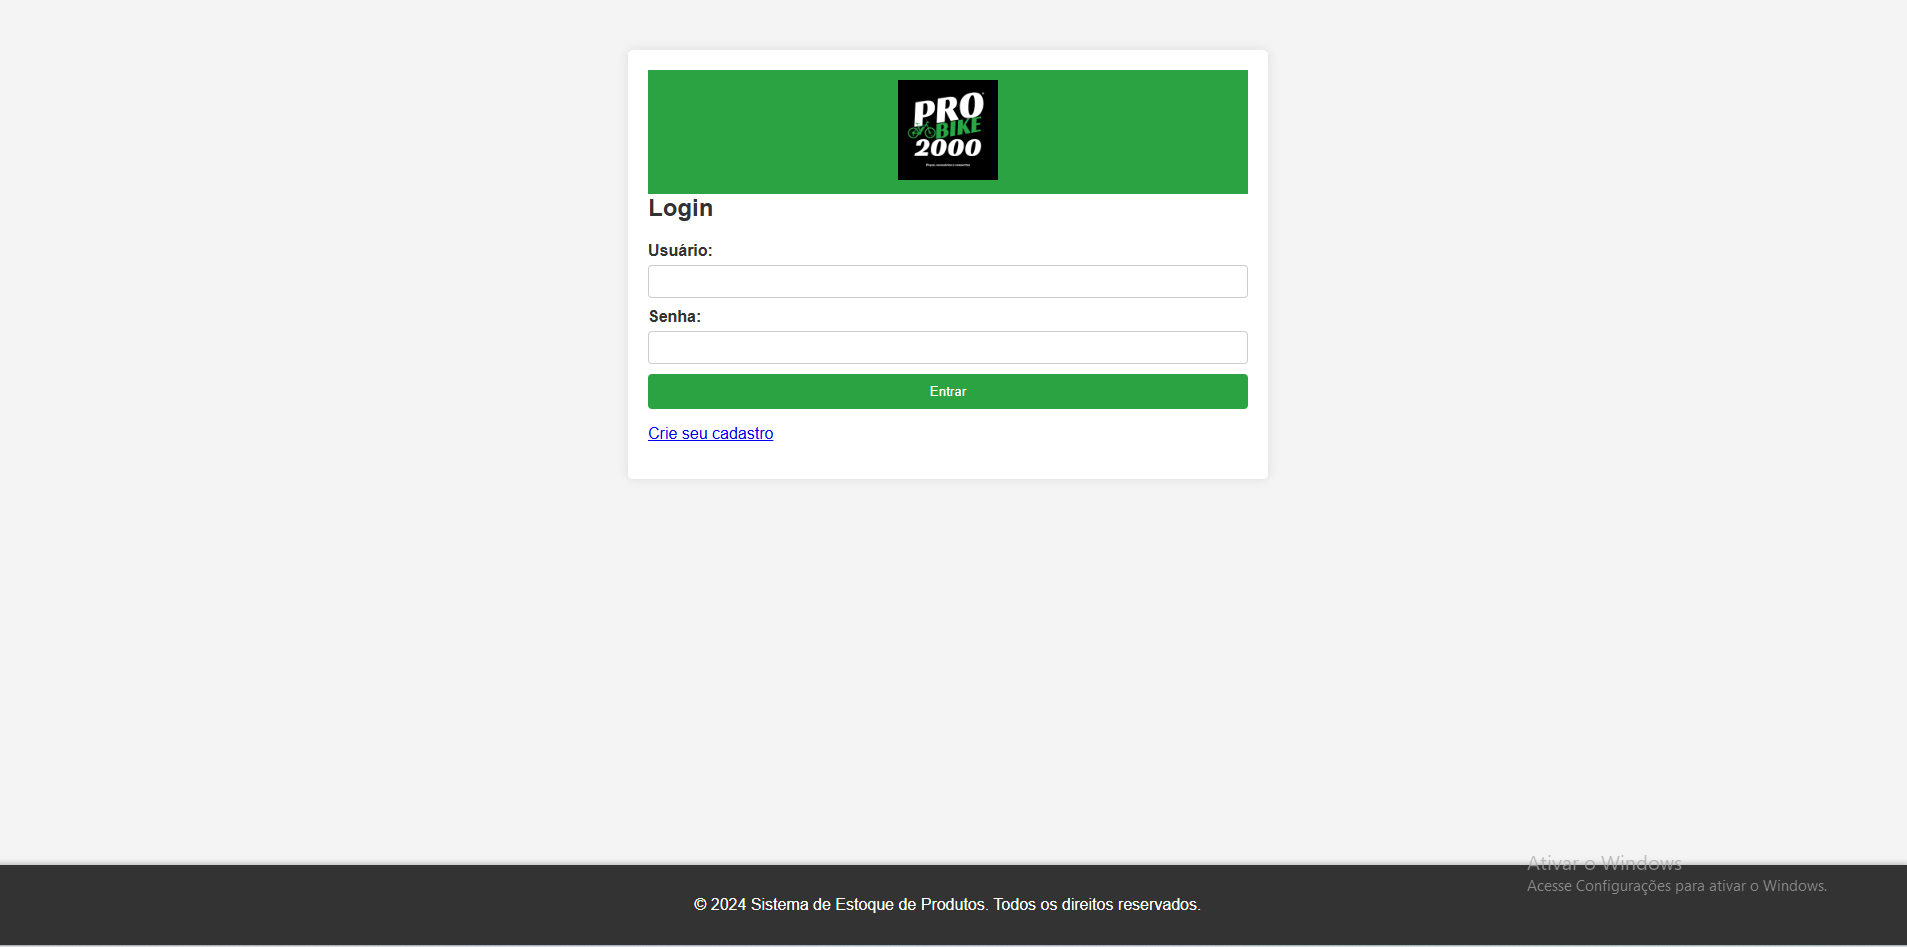 PRO
BIKE
2000
Login
Usuário:
Senha:
Entrar
Crie seu cadastro
Ativar o Windows
Acesse Configurações para ativar o Windows.
© 2024 Sistema de Estoque de Produtos. Todos os direitos reservados.